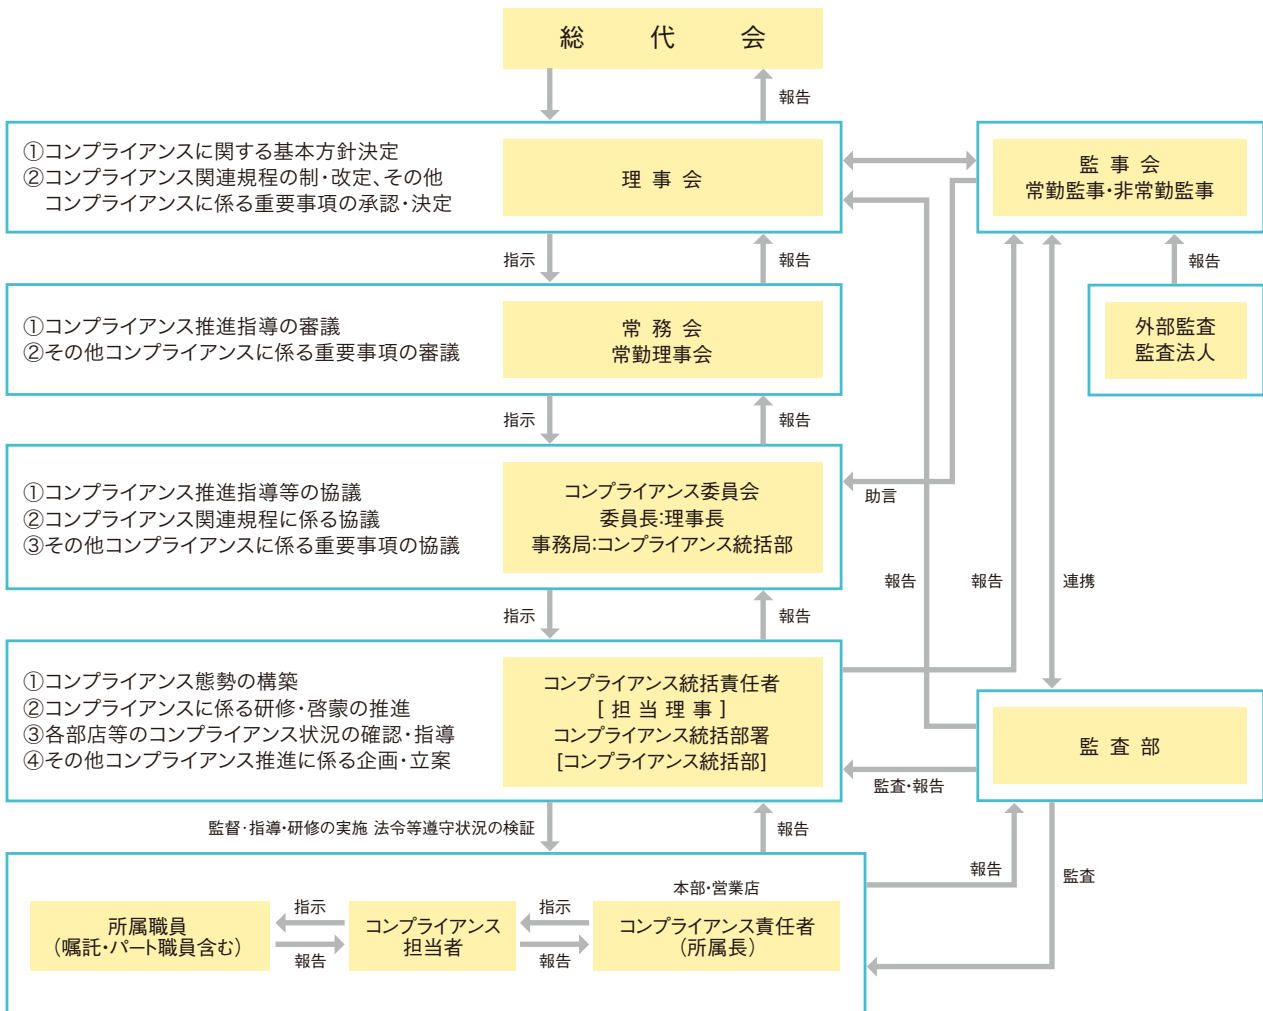 総代会
報告
①コンプライアンスに関する基本方針決定
②コンプライアンス関連規程の制・改定、その他
コンプライアンスに係る重要事項の承認・決定
理事会
監事会
常勤監事・非常勤監事
指示
報告
報告
①コンプライアンス推進指導の審議
②その他コンプライアンスに係る重要事項の審議
常務会
常勤理事会
外部監査
監査法人
指示
報告
①コンプライアンス推進指導等の協議
②コンプライアンス関連規程に係る協議
③その他コンプライアンスに係る重要事項の協議
コンプライアンス委員会
委員長:理事長
事務局:コンプライアンス統括部
助言
報告
報告
連携
指示
報告
①コンプライアンス態勢の構築
②コンプライアンスに係る研修・啓蒙の推進
③各部店等のコンプライアンス状況の確認・指導
④その他コンプライアンス推進に係る企画・立案
コンプライアンス統括責任者
[担当理事]
コンプライアンス統括部署
[コンプライアンス統括部]
監査部
監査・報告
監督・指導・研修の実施 法令等遵守状況の検証
報告
報告
監査
本部・営業店
所属職員
(嘱託・パート職員含む)
指示
報告
コンプライアンス
担当者
指示
報告
コンプライアンス責任者
(所属長)